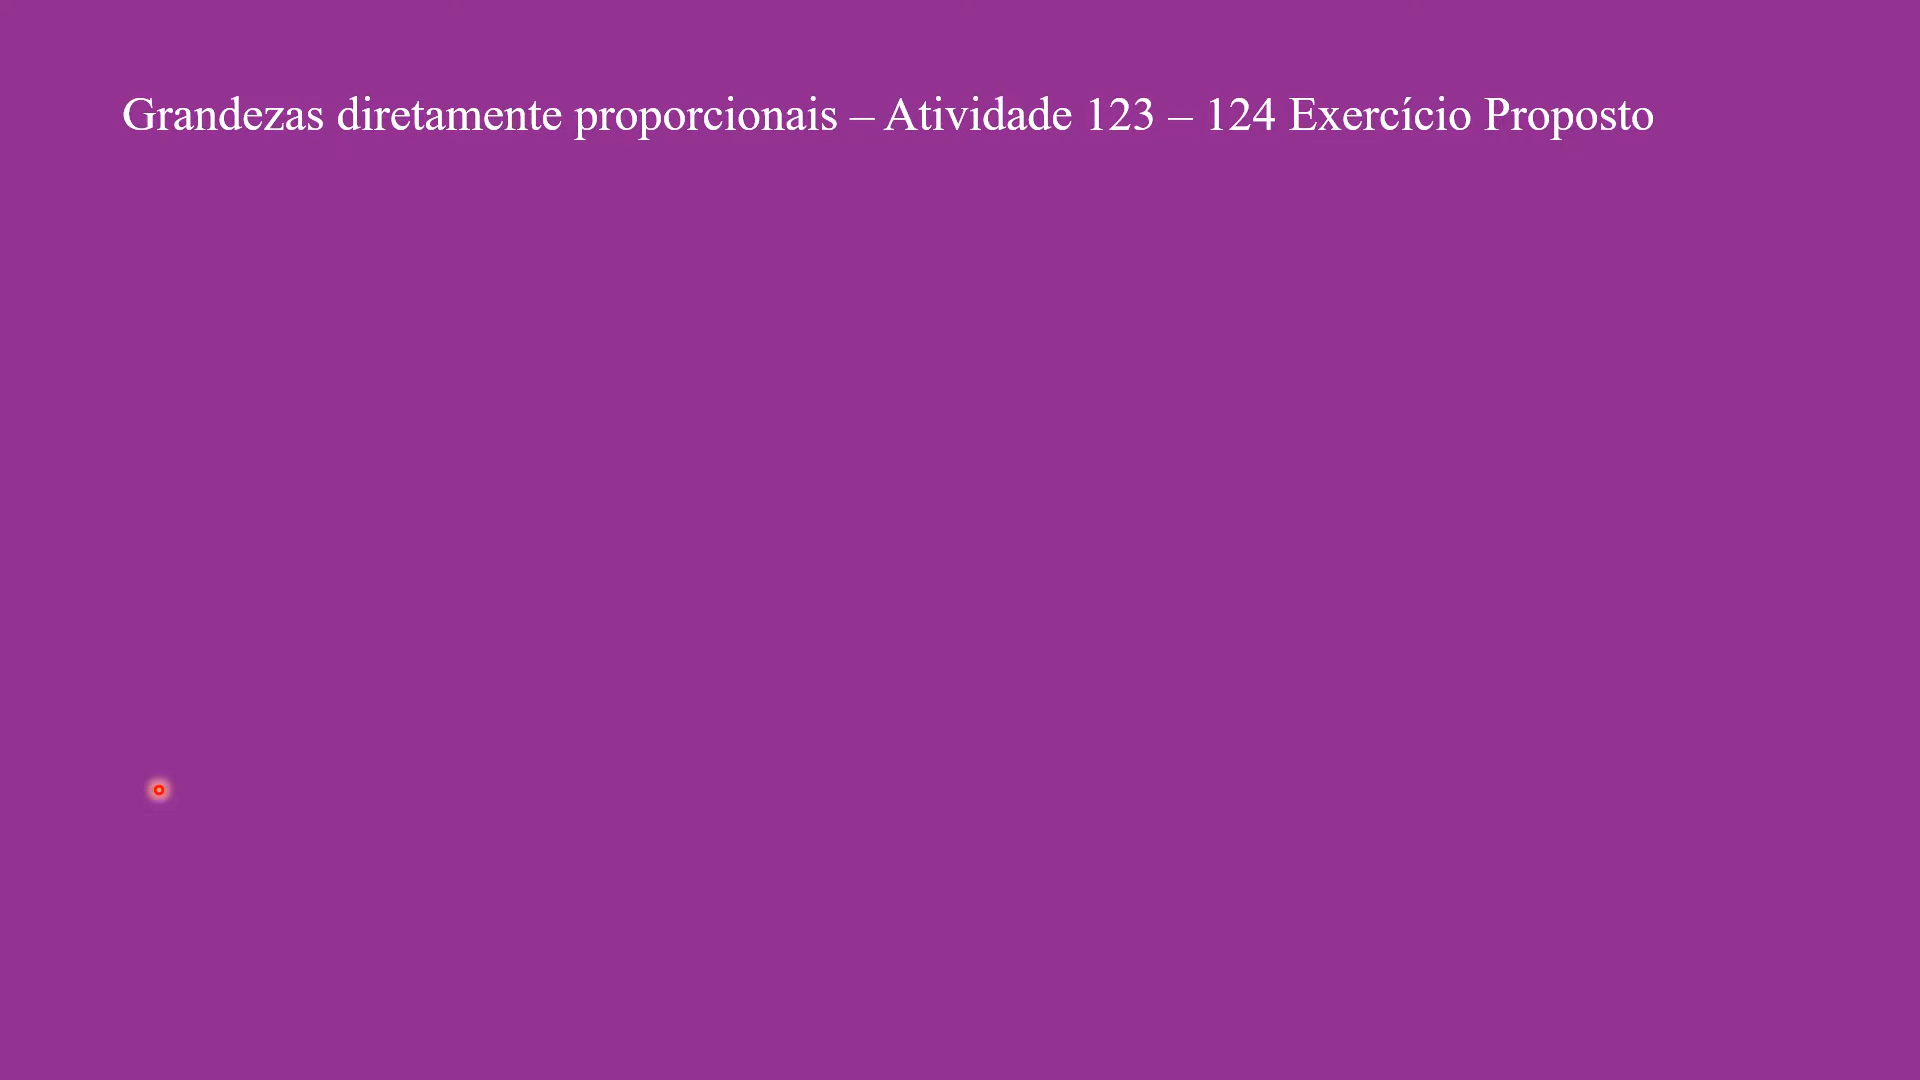 Grandezas diretamente proporcionais – Atividade 123 – 124 Exercício Proposto